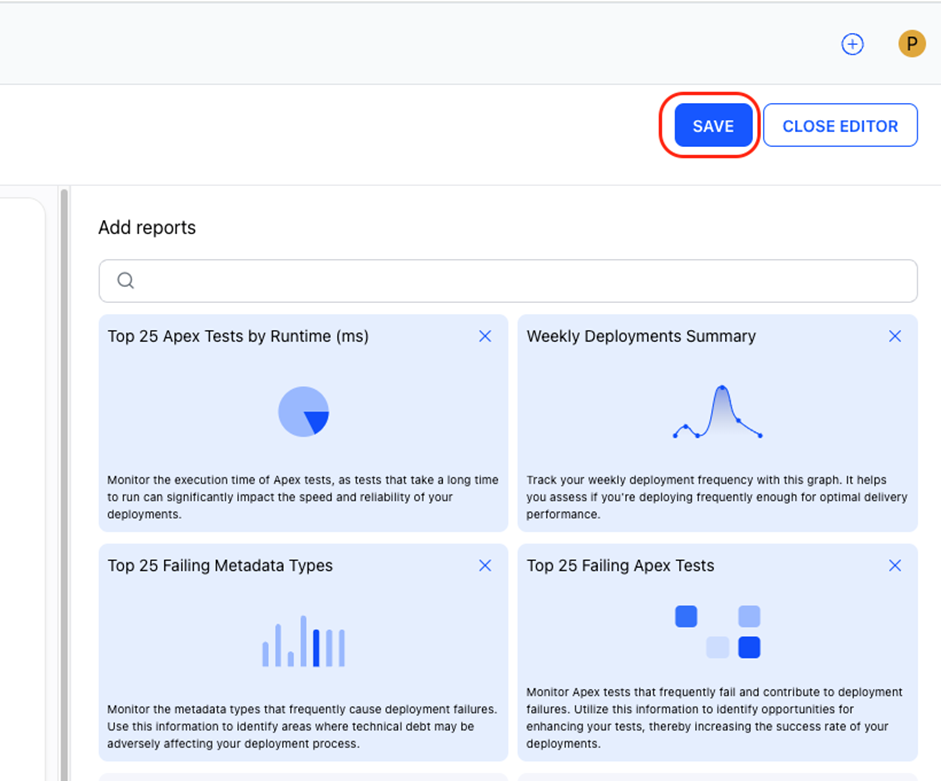 P
SAVE
CLOSE EDITOR
Add reports
Top 25 Apex Tests by Runtime (ms)
Monitor the execution time of Apex tests, as tests that take a long time
to run can significantly impact the speed and reliability of your
deployments.
Weekly Deployments Summary
Track your weekly deployment frequency with this graph. It helps
you assess if you're deploying frequently enough for optimal delivery
performance.
Top 25 Failing Metadata Types
Monitor the metadata types that frequently cause deployment failures.
Use this information to identify areas where technical debt may be
adversely affecting your deployment process.
Top 25 Failing Apex Tests
Monitor Apex tests that frequently fail and contribute to deployment
failures. Utilize this information to identify opportunities for
enhancing your tests, thereby increasing the success rate of your
deployments.